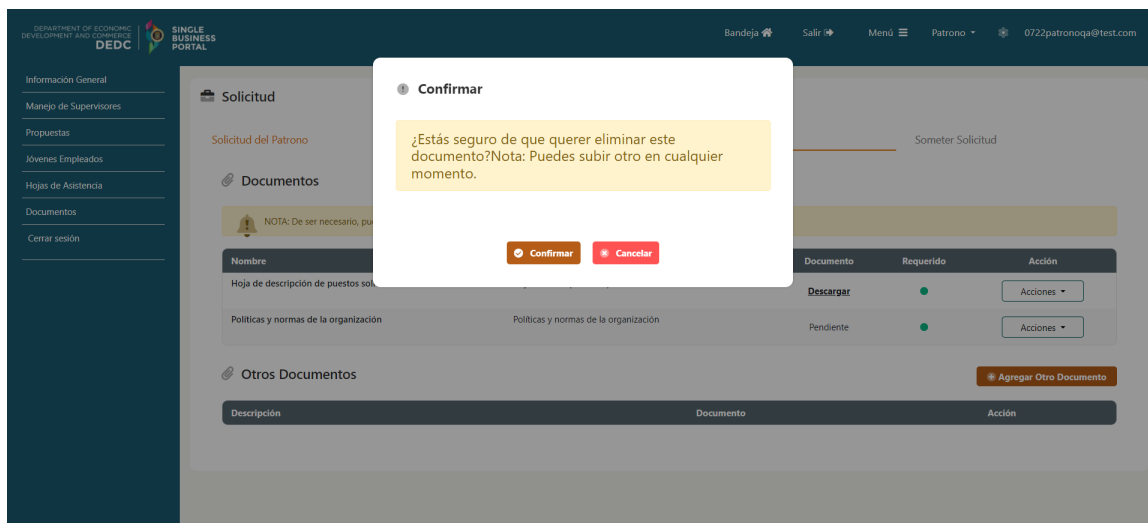 DEPARTMENT OF ECONOMIC
DEVELOPMENT AND COMMERCE
DEDC
SINGLE
BUSINESS
PORTAL
Bandeja
Salir
Menú
Patrono
0722patronoqa@test.com
Información General
Manejo de Supervisores
Propuestas
Jóvenes Empleados
Hojas de Asistencia
Documentos
Cerrar sesión
Solicitud
Solicitud del Patrono
Someter Solicitud
Documentos
NOTA: De ser necesario,
Confirmar
¿Estás seguro de que querer eliminar este
documento?Nota: Puedes subir otro en cualquier
momento.
Confirmar
Cancelar
Nombre
Documento
Requerido
Acción
Hoja de descripción de puestos
Descargar
Acciones
Políticas y normas de la organización
Políticas y normas de la organización
Pendiente
Acciones
Otros Documentos
Agregar Otro Documento
Descripción
Documento
Acción